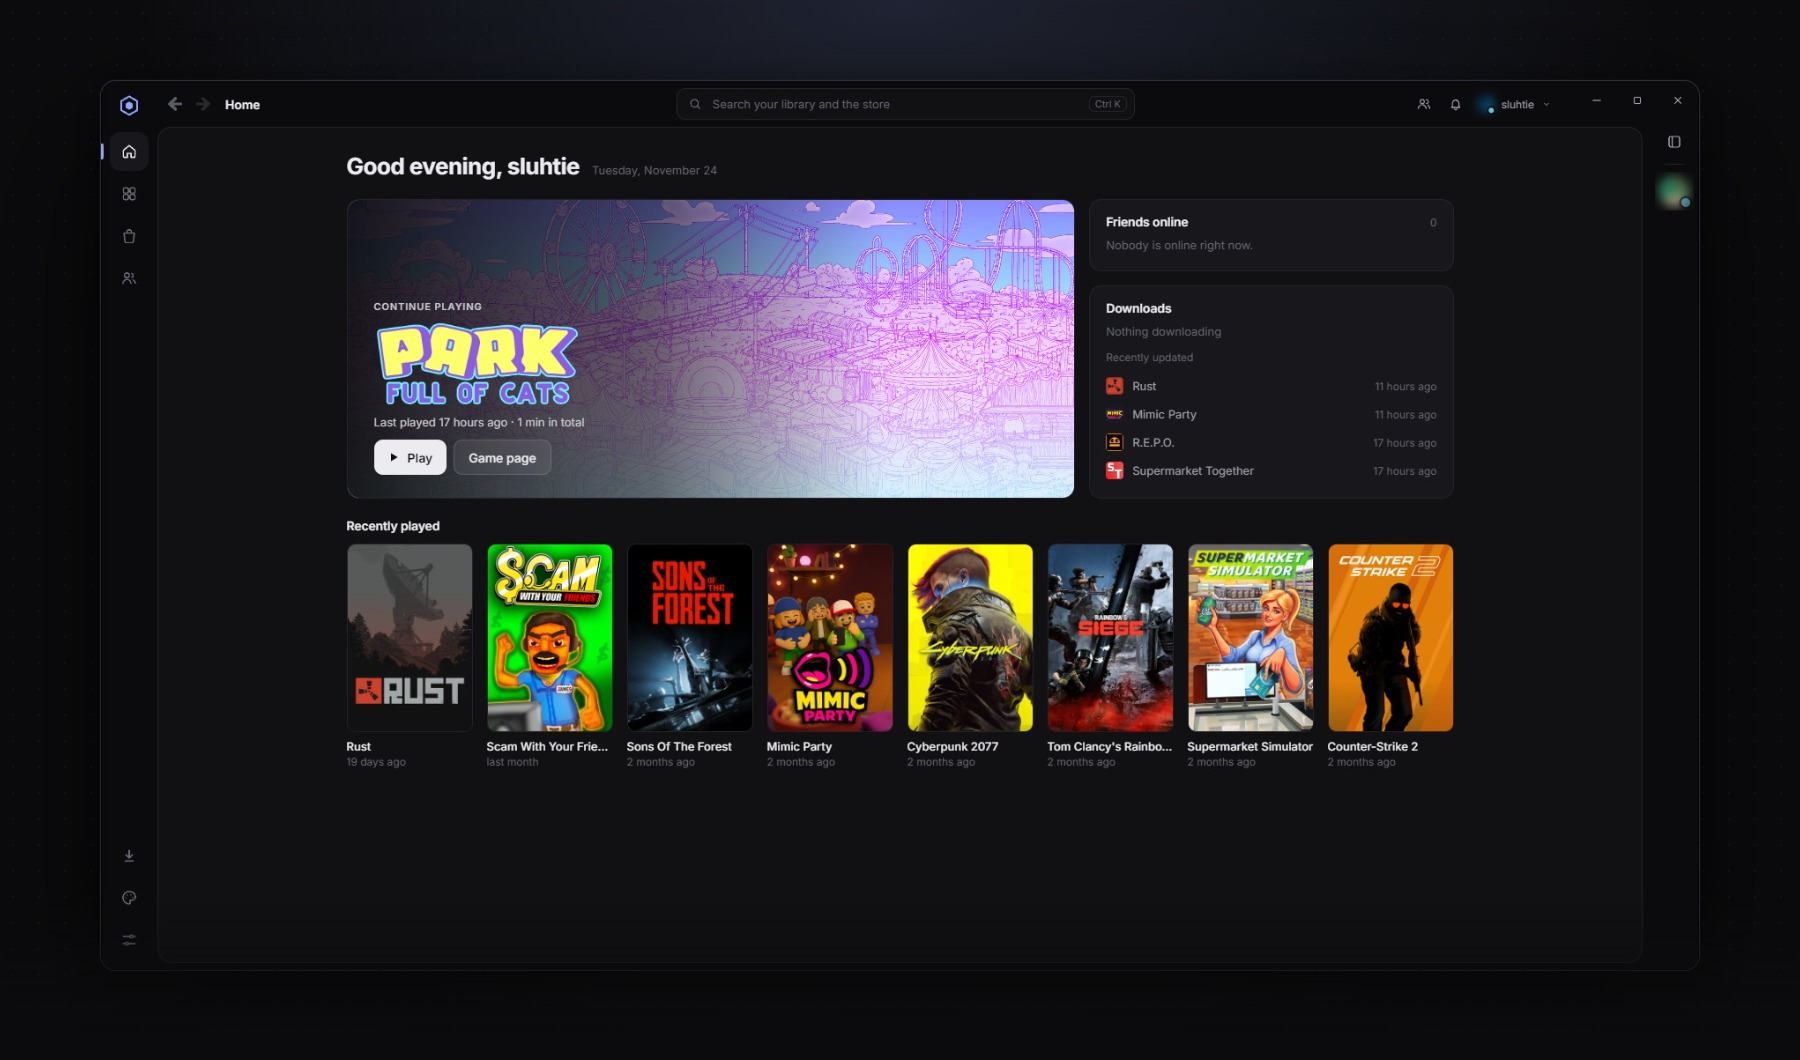 Home
Search your library and the store
Ctrl K
sluhtie
Good evening, sluhtie
Tuesday, November 24
CONTINUE PLAYING
A PARK
FULL OF CATS
Last played 17 hours ago · 1 min in total
Play
Game page
Friends online
0
Nobody is online right now.
Downloads
Nothing downloading
Recently updated
Rust
11 hours ago
Mimic Party
11 hours ago
R.E.P.O.
17 hours ago
ST
Supermarket Together
17 hours ago
Recently played
RUST
SCAM
WITH YOUR FRIENDS
SONS OF THE
FOREST
MIMIC
PARTY
Cyberpunk
RAINBOW SIX
SIEGE
SUPERMARKET
SIMULATOR
COUNTER
STRIKE 2
Rust
19 days ago
Scam With Your Frie...
last month
Sons Of The Forest
2 months ago
Mimic Party
2 months ago
Cyberpunk 2077
2 months ago
Tom Clancy's Rainbo...
2 months ago
Supermarket Simulator
2 months ago
Counter-Strike 2
2 months ago